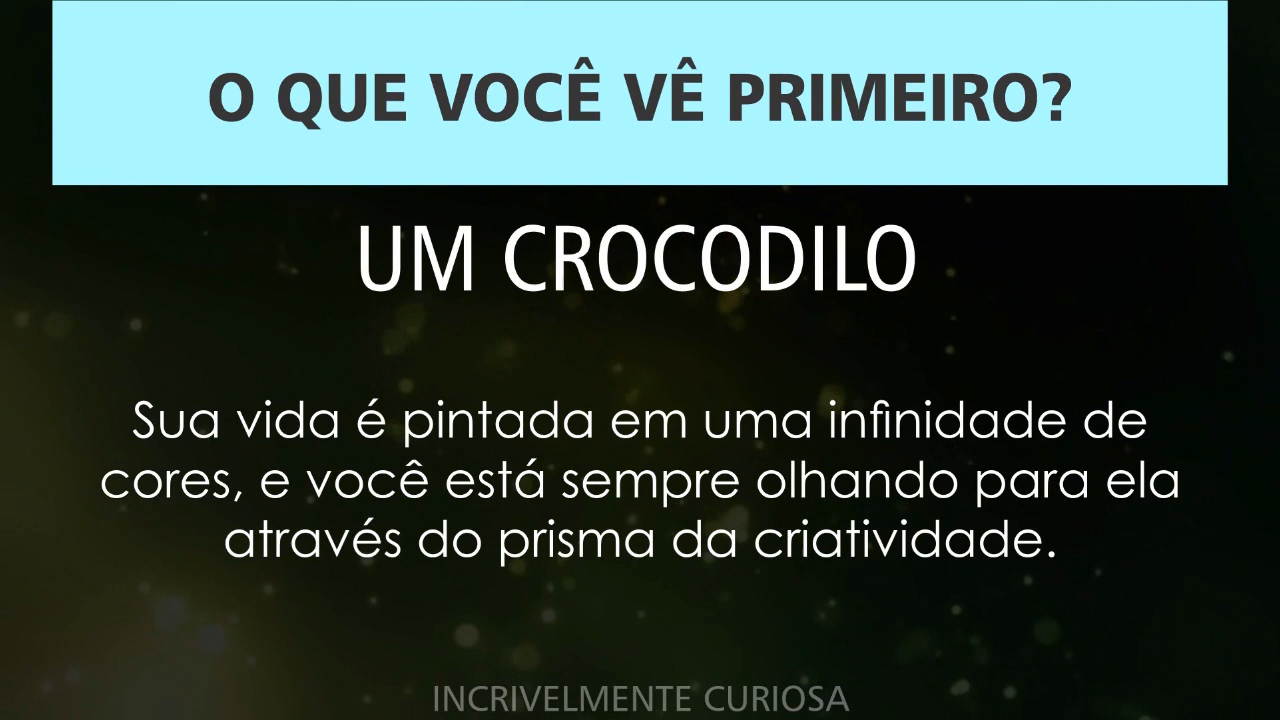 O QUE VOCÊ VÊ PRIMEIRO?
UM CROCODILO
Sua vida é pintada em uma infinidade de
cores, e você está sempre olhando para ela
através do prisma da criatividade.
INCRIVELMENTE CURIOSA